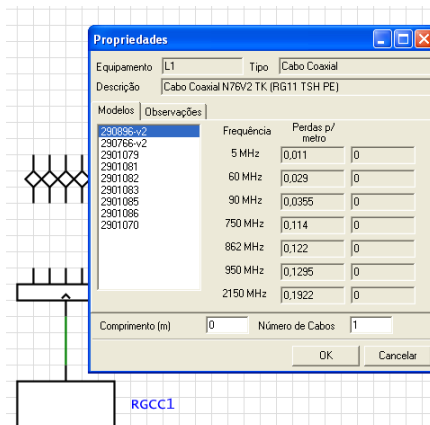 Propriedades
Equipamento L1 Tipo Cabo Coaxial
Descrição Cabo Coaxial N76V2 TK (RG11 TSH PE)
Modelos Observações
290896-v2
290766-v2
2901079
2901081
2901082
2901083
2901085
2901086
2901070
Frequência Perdas p/ metro
5 MHz 0,011 0
60 MHz 0,029 0
90 MHz 0,0355 0
750 MHz 0,114 0
862 MHz 0,122 0
950 MHz 0,1295 0
2150 MHz 0,1922 0
Comprimento (m) 0 Número de Cabos 1
OK Cancelar
RGCC1